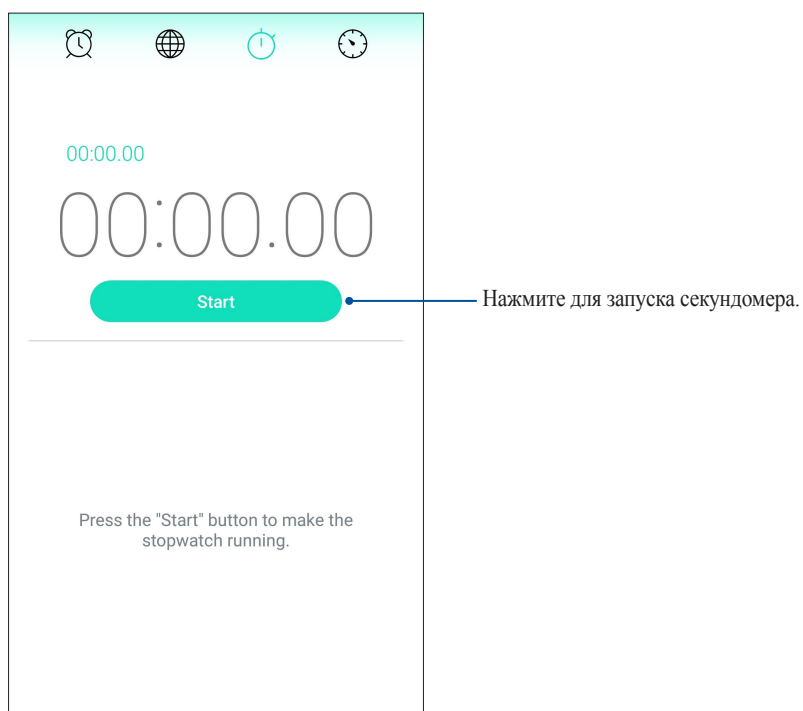 00:00.00
00:00.00
Start
Нажмите для запуска секундомера.
Press the "Start" button to make the
stopwatch running.